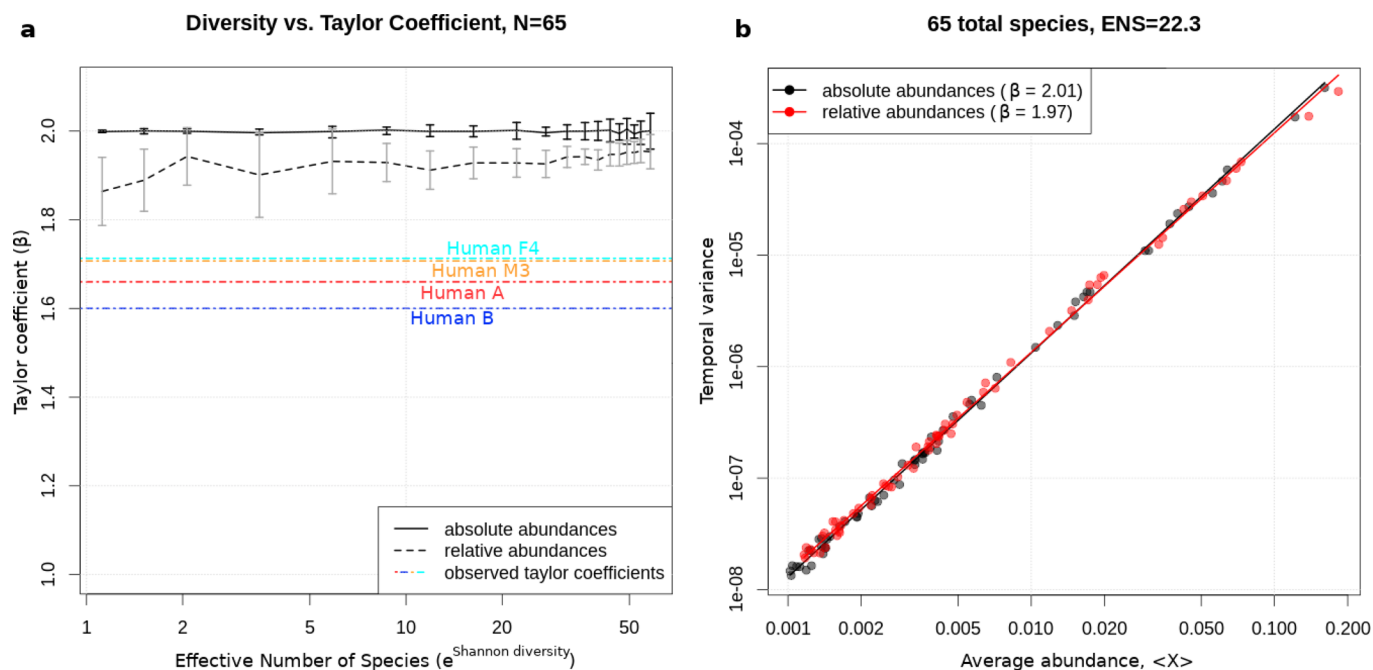 a
Diversity vs. Taylor Coefficient, N=65
Taylor coefficient (β)
2.0
1.8
1.6
1.4
1.2
1.0
Human F4
Human M3
Human A
Human B
absolute abundances
relative abundances
observed taylor coefficients
1 2 5 10 20 50
Effective Number of Species (e^Shannon diversity)
b
65 total species, ENS=22.3
absolute abundances ( β = 2.01)
relative abundances ( β = 1.97)
Temporal variance
1e-04
1e-05
1e-06
1e-07
1e-08
0.001 0.002 0.005 0.010 0.020 0.050 0.100 0.200
Average abundance, <X>